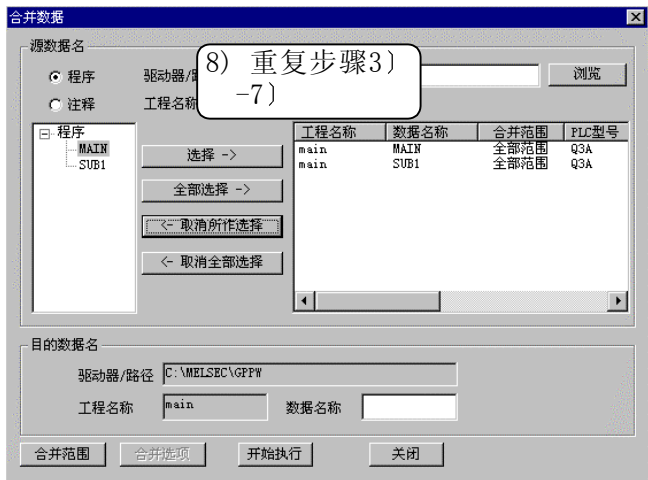 合并数据
源数据名
程序
驱动器/
浏览
8) 重复步骤3〕
-7〕
注释
工程名称
程序
MAIN
SUB1
选择 ->
全部选择 ->
<- 取消所作选择
<- 取消全部选择
工程名称 数据名称 合并范围 PLC型号
main MAIN 全部范围 Q3A
main SUB1 全部范围 Q3A
目的数据名
驱动器/路径 C:\MELSEC\GPPW
工程名称 main 数据名称
合并范围 合并选项 开始执行 关闭